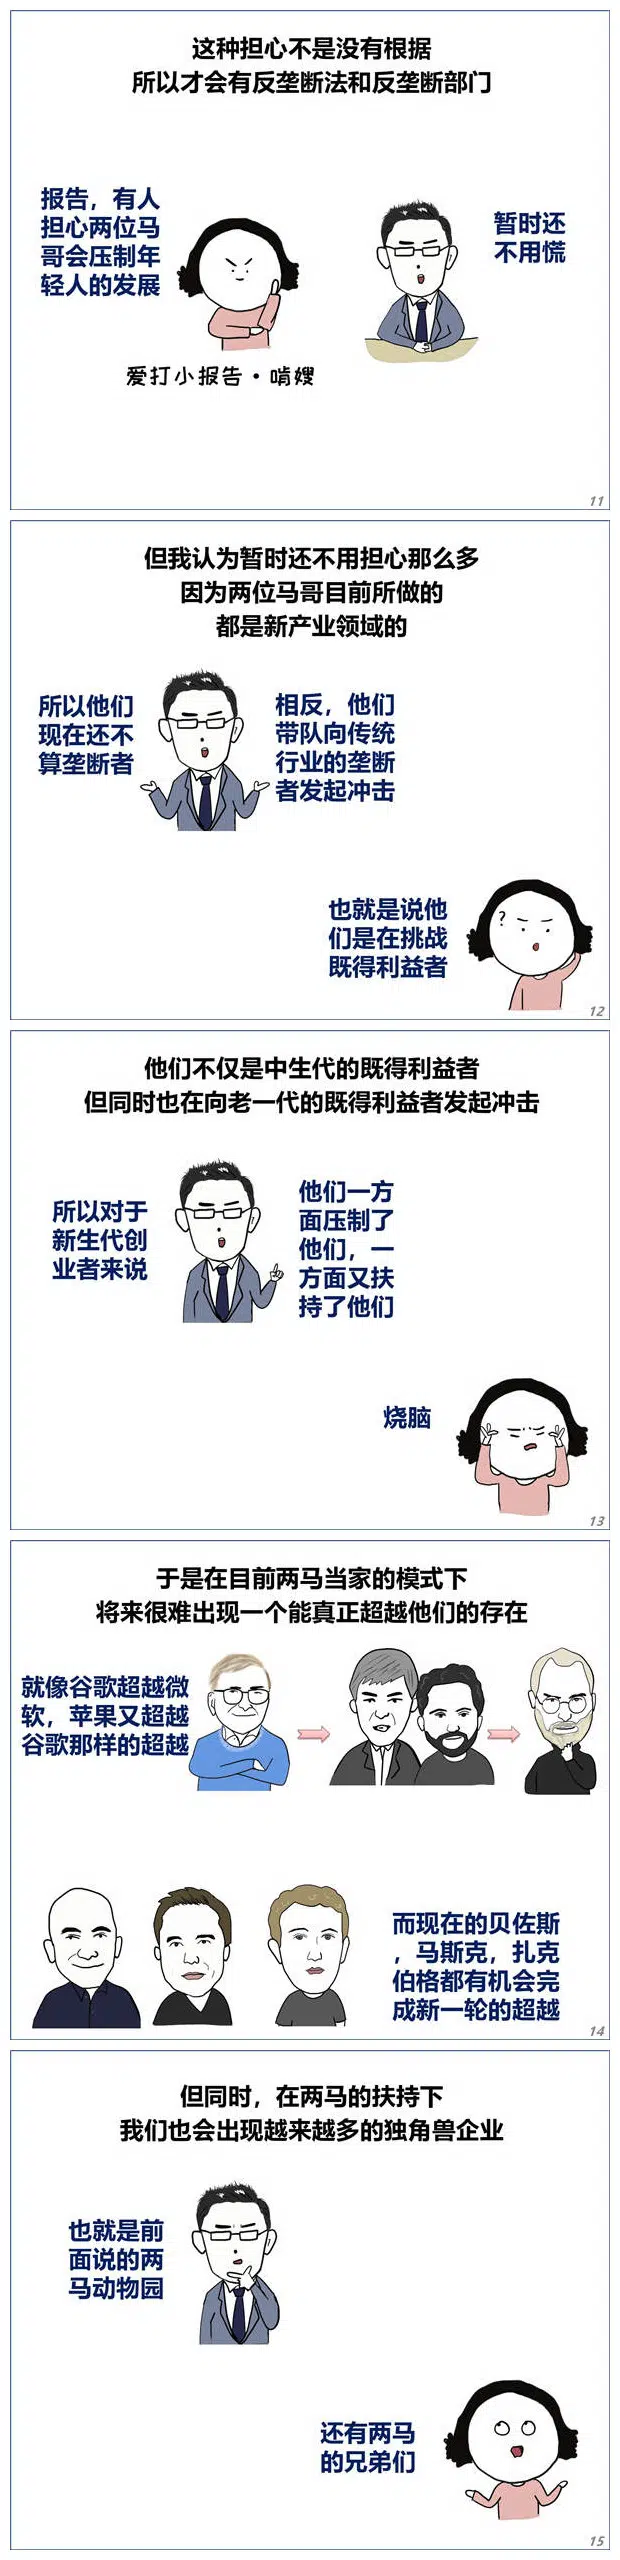 这种担心不是没有根据
所以才会有反垄断法和反垄断部门
报告，有人
担心两位马
哥会压制年
轻人的发展
暂时还
不用慌
爱打小报告·啃嫂
11
但我认为暂时还不用担心那么多
因为两位马哥目前所做的
都是新产业领域的
所以他们
现在还不
算垄断者
相反，他们
带队向传统
行业的垄断
者发起冲击
也就是说他
们是在挑战
既得利益者
?
12
他们不仅是中生代的既得利益者
但同时也在向老一代的既得利益者发起冲击
所以对于
新生代创
业者来说
他们一方
面压制了
他们，一
方面又扶
持了他们
烧脑
13
于是在目前两马当家的模式下
将来很难出现一个能真正超越他们的存在
就像谷歌超越微
软，苹果又超越
谷歌那样的超越
而现在的贝佐斯
，马斯克，扎克
伯格都有机会完
成新一轮的超越
14
但同时，在两马的扶持下
我们也会出现越来越多的独角兽企业
也就是前
面说的两
马动物园
还有两马
的兄弟们
15